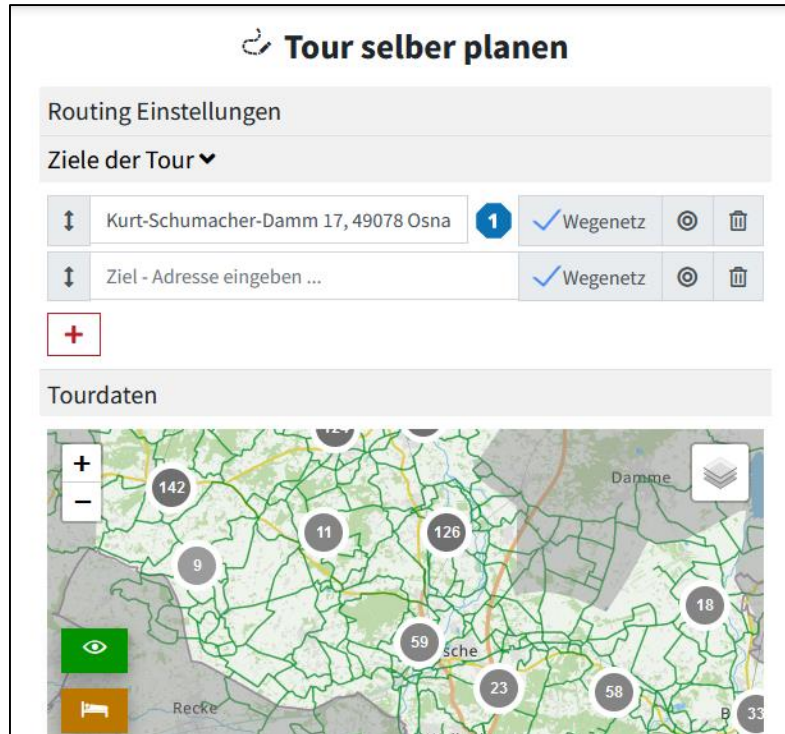 Tour selber planen
Routing Einstellungen
Ziele der Tour
Kurt-Schumacher-Damm 17, 49078 Osna
1
Wegenetz
Ziel - Adresse eingeben ...
Wegenetz
+
Tourdaten
+
−
142
11
126
Damme
9
18
59
sche
23
58
Recke
B
33